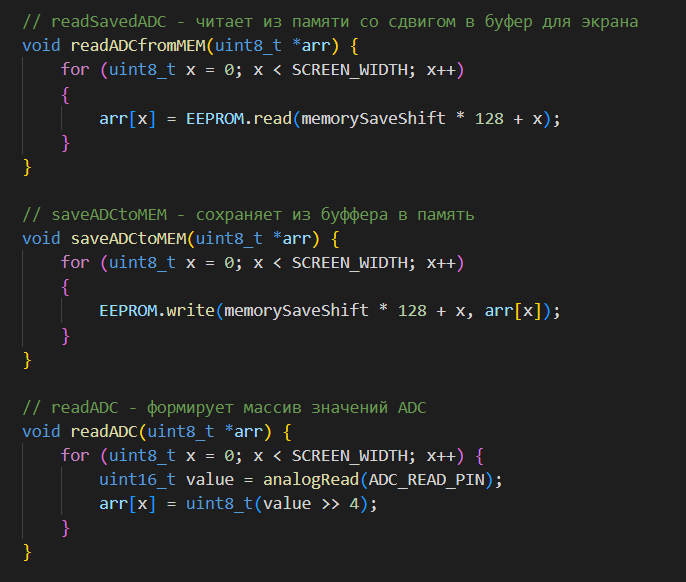 // readSavedADC - читает из памяти со сдвигом в буфер для экрана
void readADCfromMEM(uint8_t *arr) {
    for (uint8_t x = 0; x < SCREEN_WIDTH; x++)
    {
        arr[x] = EEPROM.read(memorySaveShift * 128 + x);
    }
}

// saveADCtoMEM - сохраняет из буффера в память
void saveADCtoMEM(uint8_t *arr) {
    for (uint8_t x = 0; x < SCREEN_WIDTH; x++)
    {
        EEPROM.write(memorySaveShift * 128 + x, arr[x]);
    }
}

// readADC - формирует массив значений ADC
void readADC(uint8_t *arr) {
    for (uint8_t x = 0; x < SCREEN_WIDTH; x++) {
        uint16_t value = analogRead(ADC_READ_PIN);
        arr[x] = uint8_t(value >> 4);
    }
}